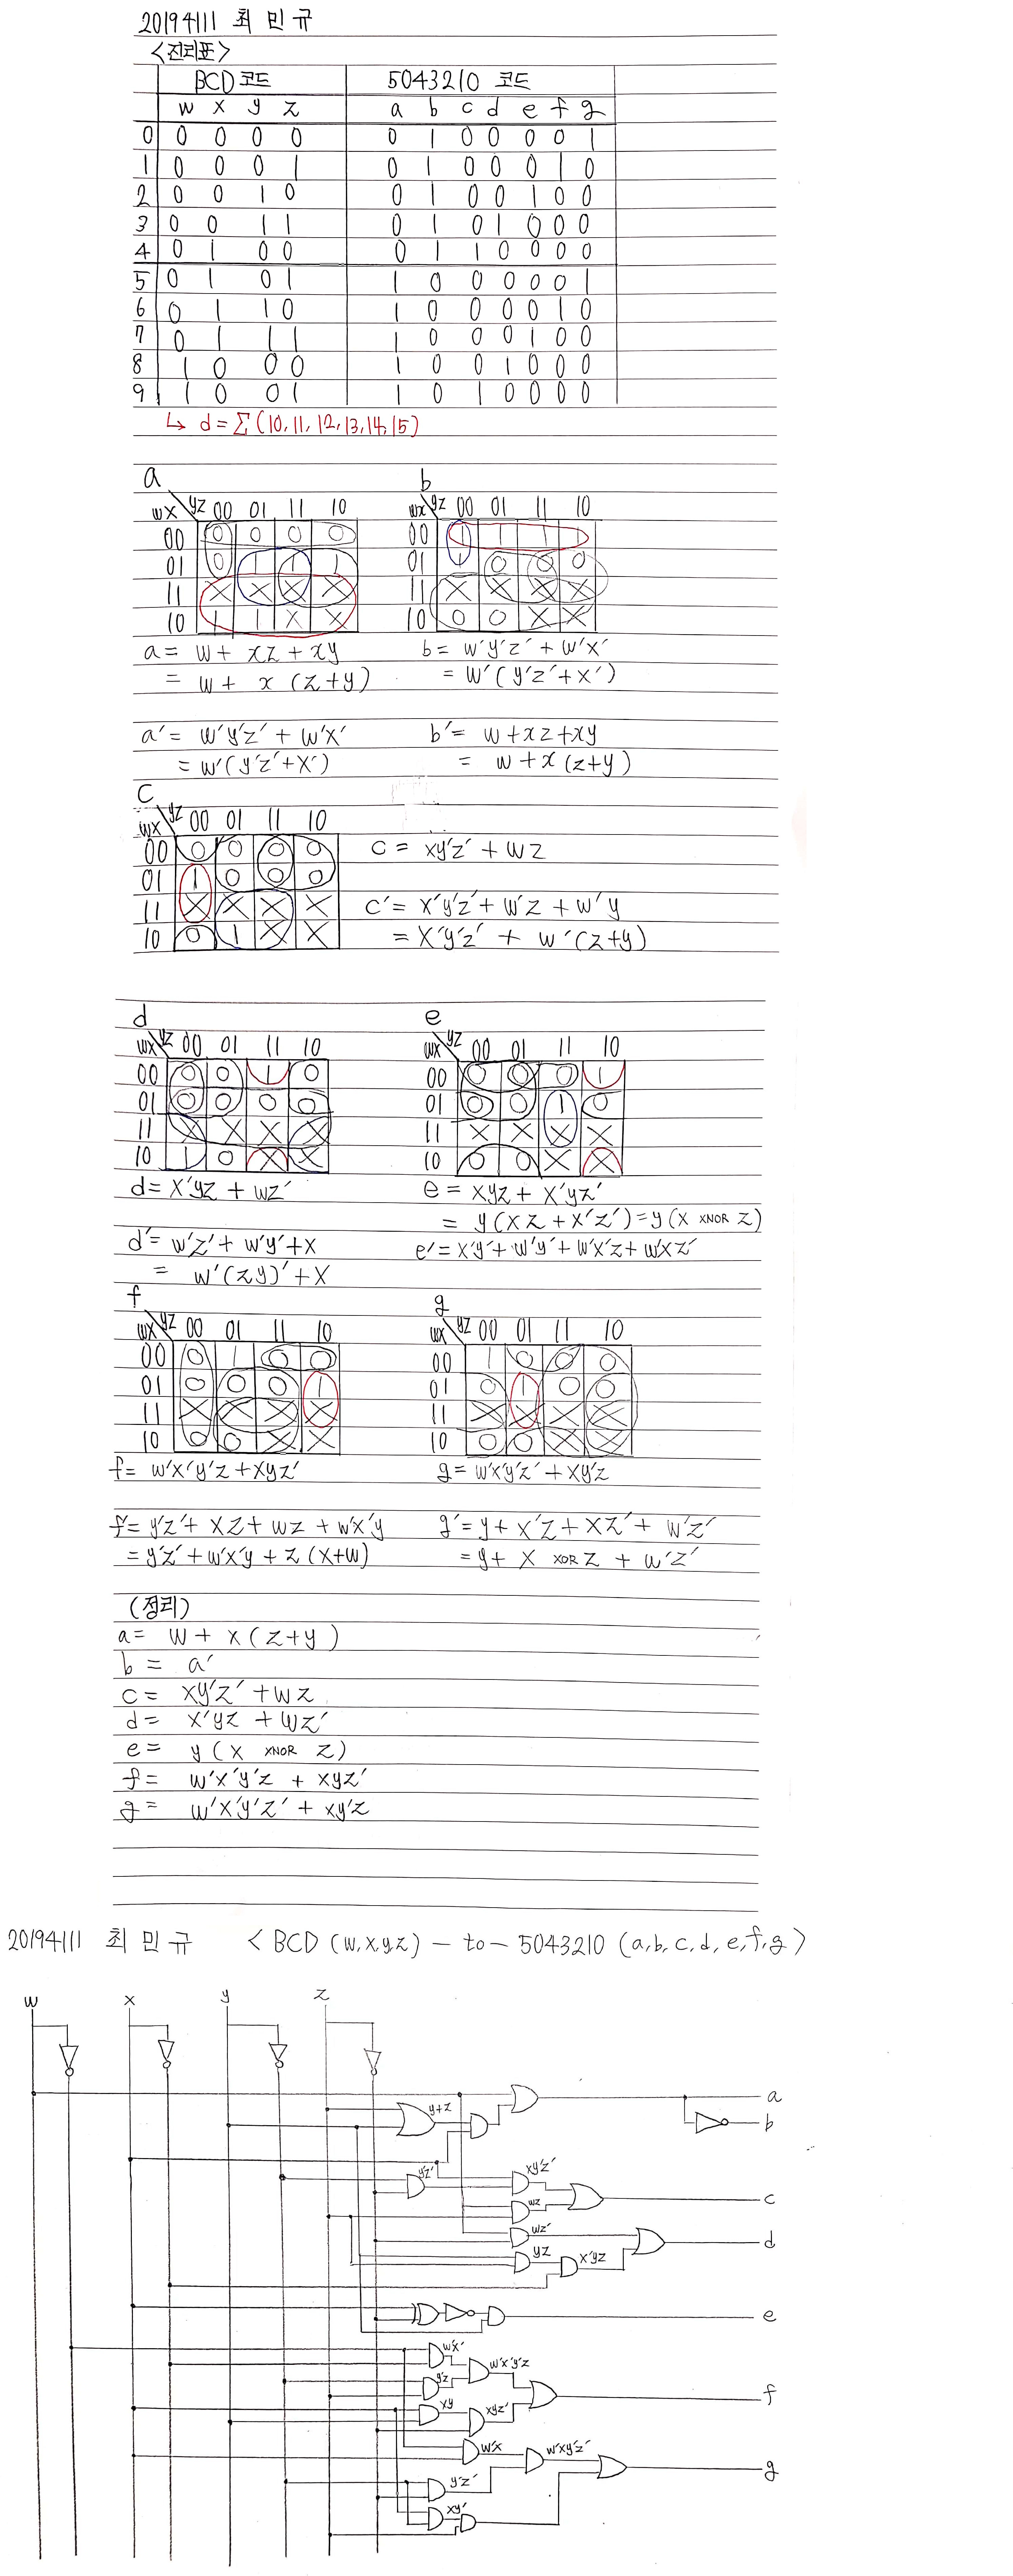 20194111 최 민 규
<진리표>
BCD 코드 5043210 코드
w x y z a b c d e f g
0 0 0 0 0 0 1 0 0 0 0 1
1 0 0 0 1 0 1 0 0 0 1 0
2 0 0 1 0 0 1 0 0 1 0 0
3 0 0 1 1 0 1 0 1 0 0 0
4 0 1 0 0 0 1 1 0 0 0 0
5 0 1 0 1 1 0 0 0 0 0 1
6 0 1 1 0 1 0 0 0 0 1 0
7 0 1 1 1 1 0 0 0 1 0 0
8 1 0 0 0 1 0 0 1 0 0 0
9 1 0 0 1 1 0 1 0 0 0 0
↳ d = Σ(10,11,12,13,14,15)
a b
wx yz 00 01 11 10 wx yz 00 01 11 10
00 0 0 0 0 00 1 1 1 1
01 0 1 1 1 01 1 0 0 0
11 X X X X 11 X X X X
10 1 1 X X 10 0 0 X X
a = w + xz + xy b = w'y'z' + w'x'
= w + x (z+y) = w'(y'z'+x')
a' = w'y'z' + w'x' b' = w+xz+xy
= w'(y'z'+x') = w+x(z+y)
c
wx yz 00 01 11 10
00 0 0 0 0 c = xy'z' + wz
01 1 0 0 0
11 X X X X c' = x'y'z' + w'z + w'y
10 0 1 X X = x'y'z' + w'(z+y)
d e
wx yz 00 01 11 10 wx yz 00 01 11 10
00 0 0 1 0 00 0 0 0 1
01 0 0 0 0 01 0 0 1 0
11 X X X X 11 X X X X
10 1 0 X X 10 0 0 X X
d = x'yz + wz' e = xyz + x'yz'
= y(xz + x'z') = y(x XNOR z)
d' = w'z' + w'y' + x e' = x'y' + w'y' + w'x'z + w'xz'
= w'(zy)' + x
f g
wx yz 00 01 11 10 wx yz 00 01 11 10
00 0 1 0 0 00 1 0 0 0
01 0 0 0 1 01 0 1 0 0
11 X X X X 11 X X X X
10 0 0 X X 10 0 0 X X
f = w'x'y'z + xyz' g = w'x'y'z' + xy'z
f' = y'z' + xz + wz + w'x'y g' = y + x'z + xz' + w'z'
= y'z' + w'x'y + z(x+w) = y + x XOR z + w'z'
(정리)
a = w + x(z+y)
b = a'
c = xy'z' + wz
d = x'yz + wz'
e = y(x XNOR z)
f = w'x'y'z + xyz'
g = w'x'y'z' + xy'z
20194111 최 민 규 < BCD (w,x,y,z) - to - 5043210 (a,b,c,d,e,f,g) >
w x y z
a
y+z
b
xy'z'
y'z'
c
wz
wz'
d
yz x'yz
e
w'x'
w'x'y'z
y'z
f
xy xyz'
w'x w'xy'z'
g
y'z'
xy'